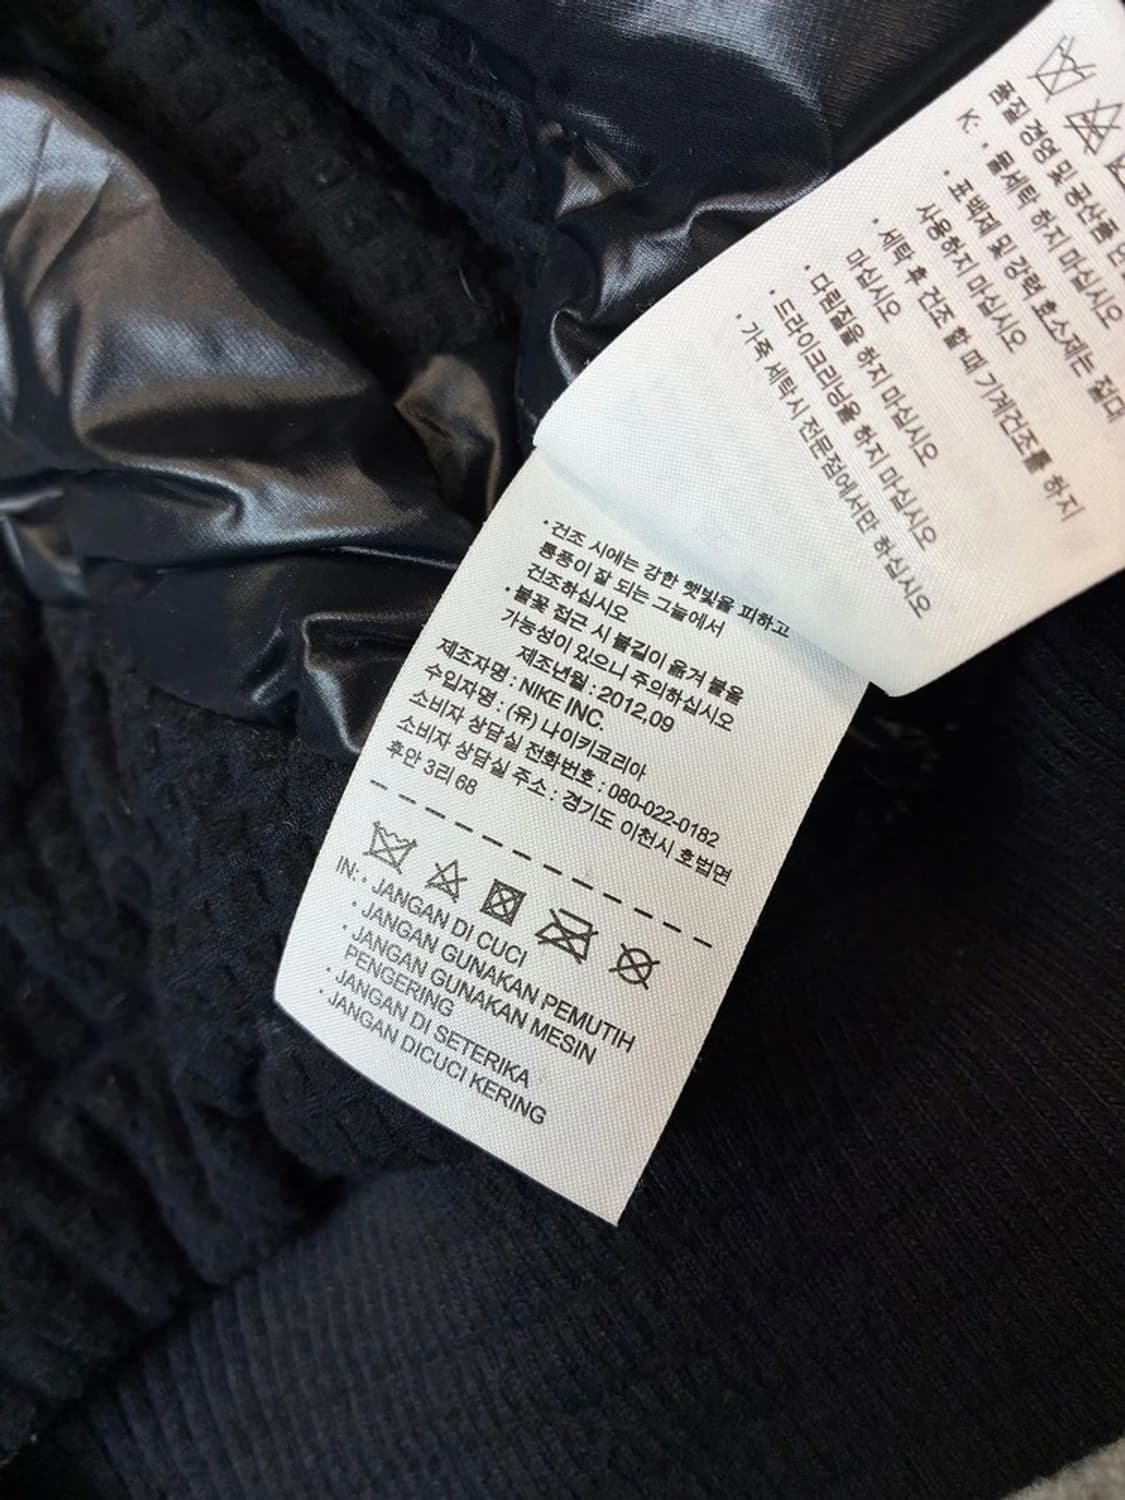 품질 경영 및 공산품 안
K: · 물세탁 하지 마십시오
· 표백제 및 강력 효소제는 절대
사용하지 마십시오
· 세탁 후 건조 할 때 기계건조를 하지
마십시오
· 다림질을 하지 마십시오
· 드라이크리닝을 하지 마십시오
· 가죽 세탁시 전문점에서만 하십시오
· 건조 시에는 강한 햇빛을 피하고
통풍이 잘 되는 그늘에서
건조하십시오
· 불꽃 접근 시 불길이 옮겨 붙을
가능성이 있으니 주의하십시오
제조년월 : 2012,09
제조자명 : NIKE INC.
수입자명 : (유) 나이키코리아
소비자 상담실 전화번호 : 080-022-0182
소비자 상담실 주소 : 경기도 이천시 호법면
후안 3리 68
IN: · JANGAN DI CUCI
· JANGAN GUNAKAN PEMUTIH
· JANGAN GUNAKAN MESIN
PENGERING
· JANGAN DI SETERIKA
· JANGAN DICUCI KERING